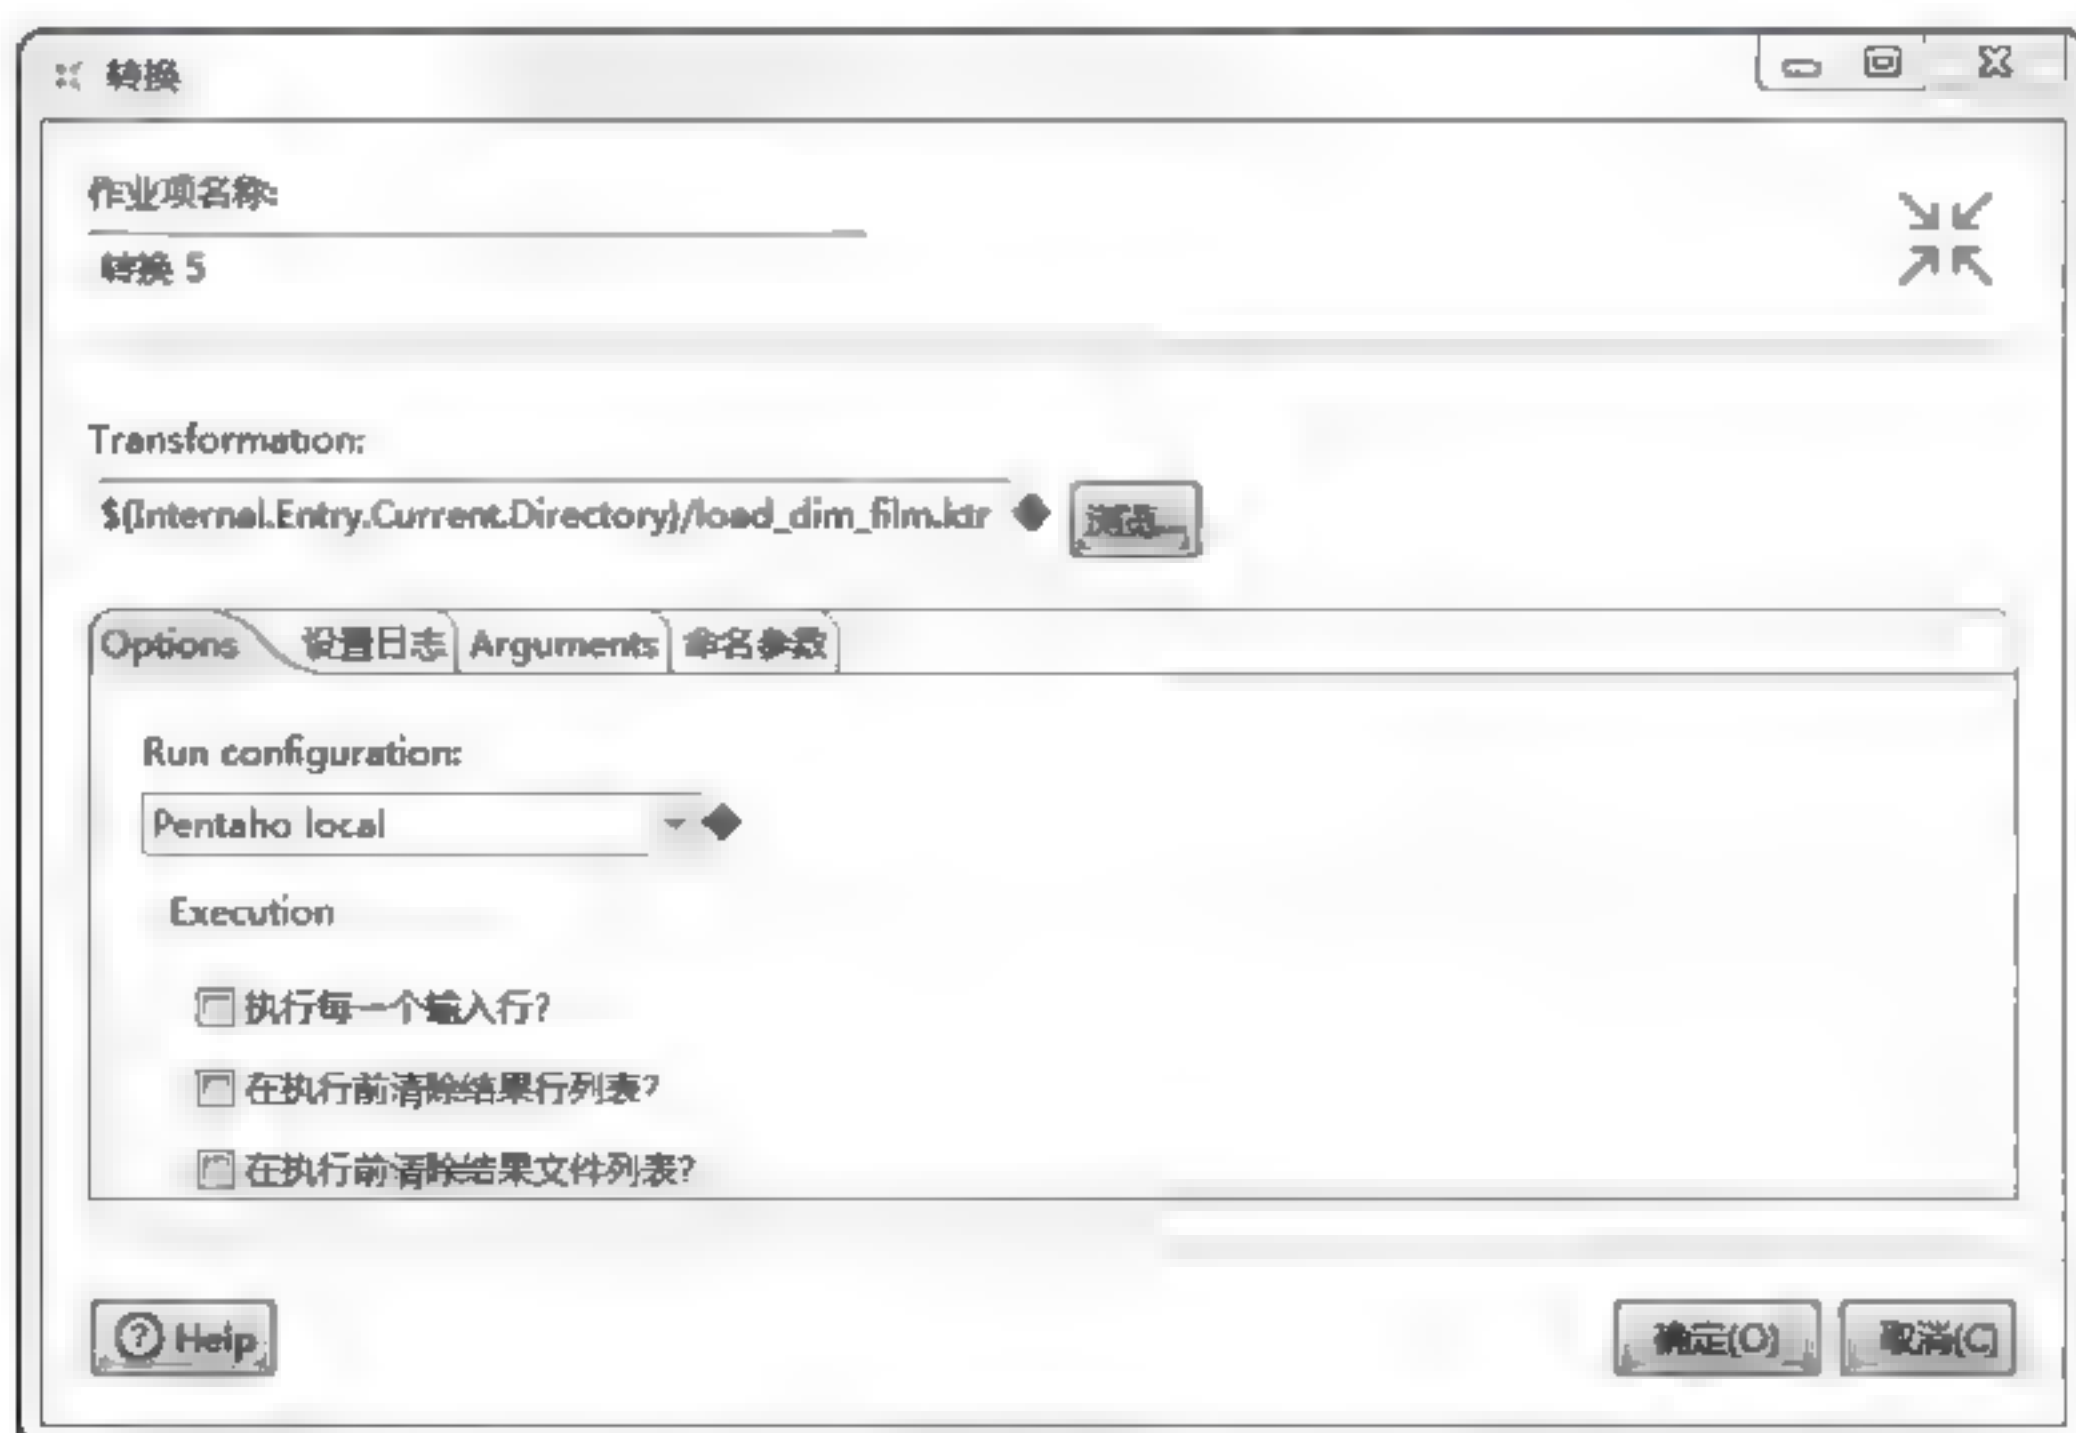 转换
作业项名称:
转换 5
Transformation:
${Internal.Entry.Current.Directory}/load_dim_film.ktr 浏览...
Options 设置日志 Arguments 命名参数
Run configuration:
Pentaho local
Execution
执行每一个输入行?
在执行前清除结果行列表?
在执行前清除结果文件列表?
Help 确定(O) 取消(C)